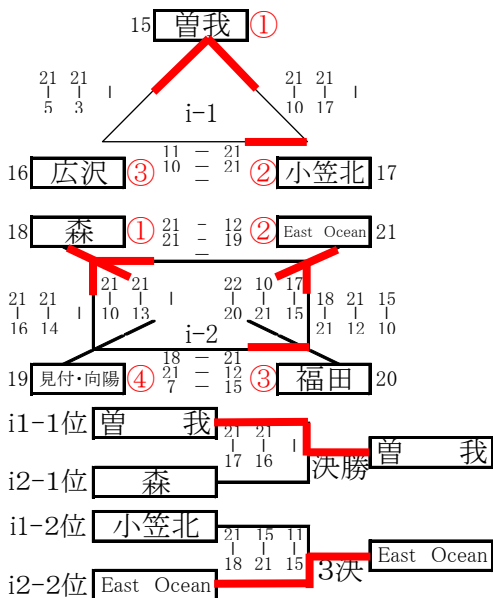 15 曽我 ①
21 21 21 21
| | | | | |
5 3 10 17
i-1
11 — 21
10 — 21
—
16 広沢 ③ ② 小笠北 17
18 森 ① 21 - 12 ② East Ocean 21
21 - 19
—
21 21 22 10 17
21 21 | | | | | | 18 21 15
| | | 10 13 20 21 15 | | |
16 14 21 12 10
i-2
18 — 21
19 見付・向陽 ④ 21 — 12 ③ 福田 20
7 — 15
i1-1位 曽 我
21 21
| | | 曽 我
17 16
決勝
i2-1位 森
i1-2位 小笠北
21 15 11
| | | East Ocean
18 21 15
3決
i2-2位 East Ocean